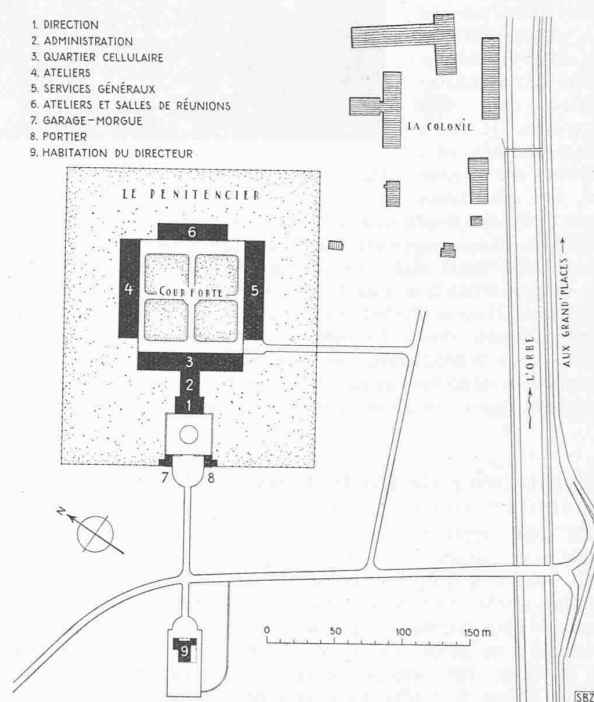 1. DIRECTION
2. ADMINISTRATION
3. QUARTIER CELLULAIRE
4. ATELIERS
5. SERVICES GÉNÉRAUX
6. ATELIERS ET SALLES DE RÉUNIONS
7. GARAGE-MORGUE
8. PORTIER
9. HABITATION DU DIRECTEUR
LA COLONIE
LE PENITENCIER
6
4
COUR FORTE
5
3
2
1
7
8
N
L'ORBE
AUX GRAND'PLACES
0 50 100 150 m
9
SBZ